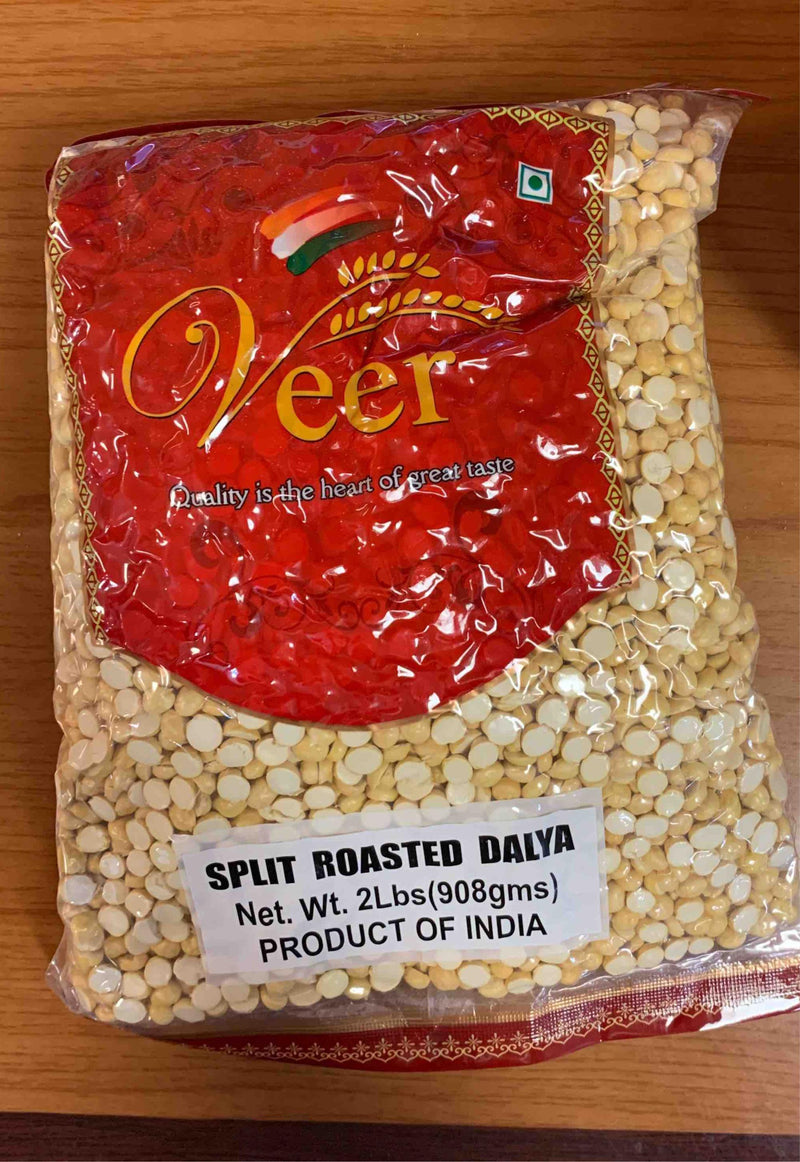 Veer
Quality is the heart of great taste
SPLIT ROASTED DALYA
Net. Wt. 2Lbs(908gms)
PRODUCT OF INDIA